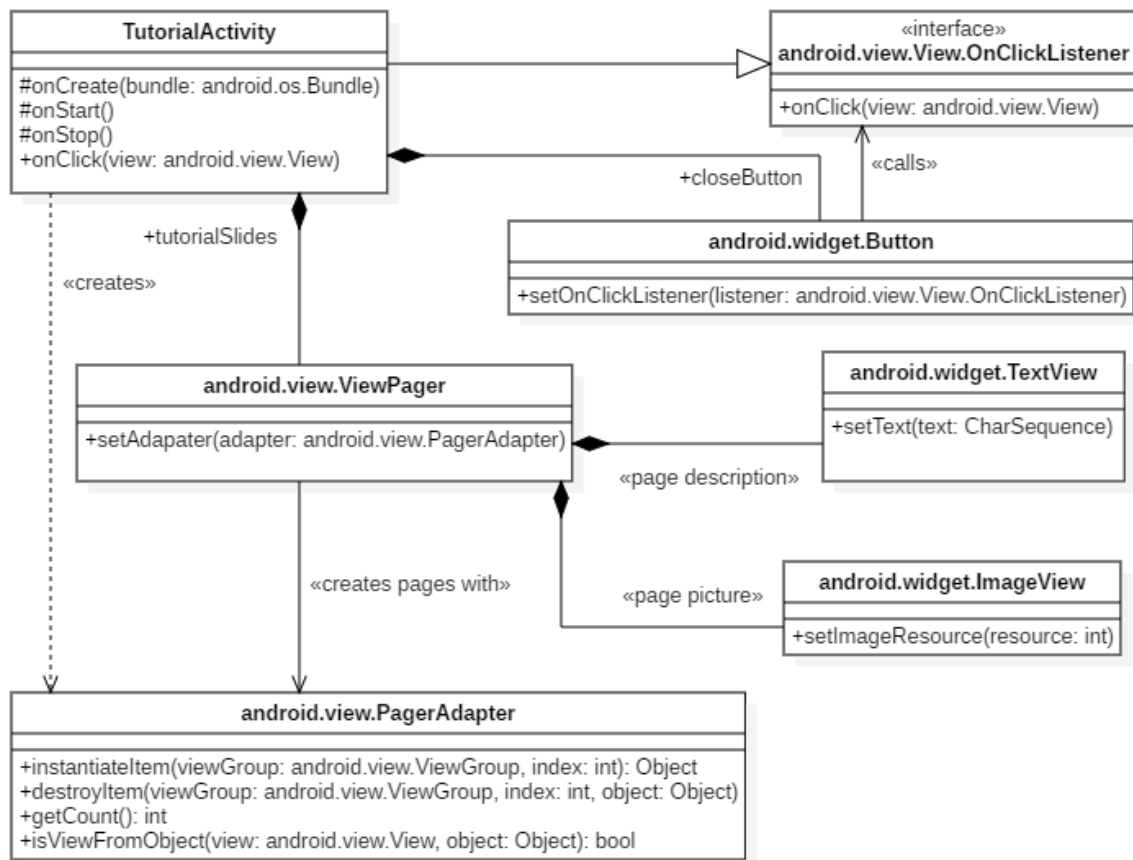 TutorialActivity
#onCreate(bundle: android.os.Bundle)
#onStart()
#onStop()
+onClick(view: android.view.View)
«interface»
android.view.View.OnClickListener
+onClick(view: android.view.View)
+closeButton
«calls»
+tutorialSlides
«creates»
android.widget.Button
+setOnClickListener(listener: android.view.View.OnClickListener)
android.view.ViewPager
+setAdapater(adapter: android.view.PagerAdapter)
android.widget.TextView
+setText(text: CharSequence)
«page description»
«creates pages with»
«page picture»
android.widget.ImageView
+setImageResource(resource: int)
android.view.PagerAdapter
+instantiateItem(viewGroup: android.view.ViewGroup, index: int): Object
+destroyItem(viewGroup: android.view.ViewGroup, index: int, object: Object)
+getCount(): int
+isViewFromObject(view: android.view.View, object: Object): bool